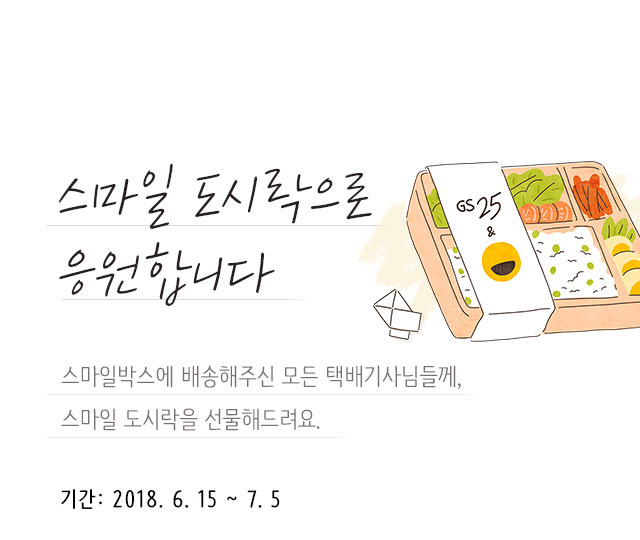 스마일 도시락으로
응원합니다
GS25
&
스마일박스에 배송해주신 모든 택배기사님들께,
스마일 도시락을 선물해드려요.
기간: 2018. 6. 15 ~ 7. 5